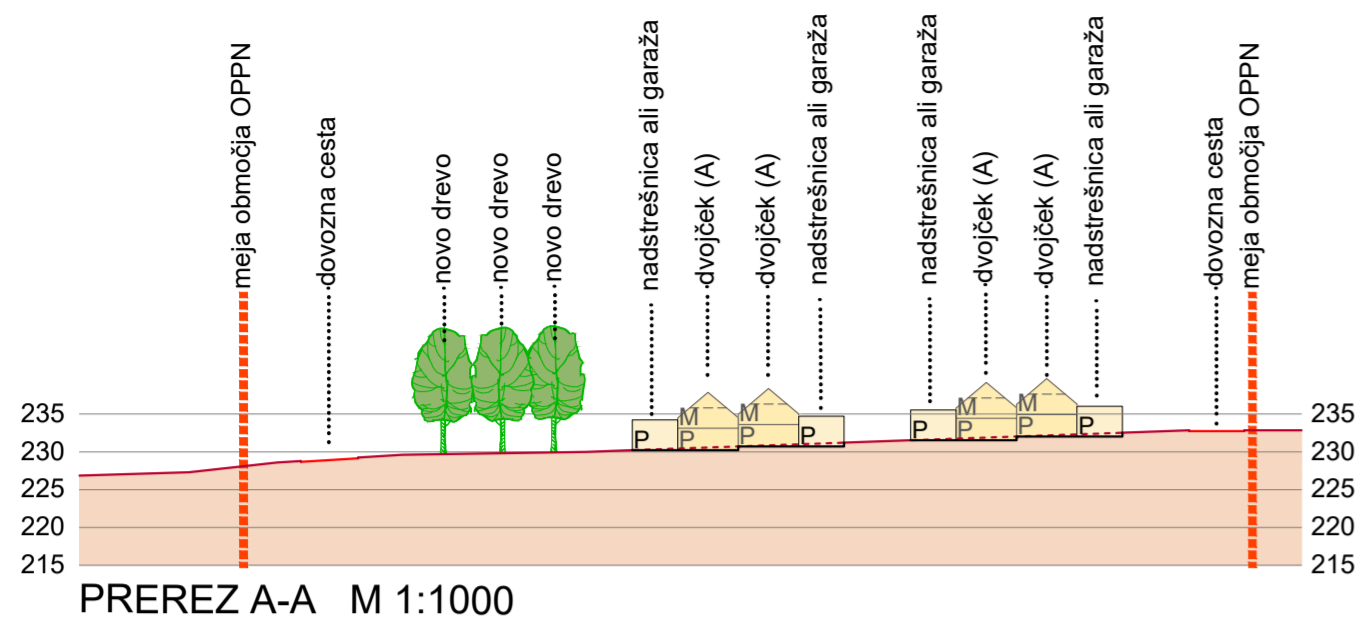 meja območja OPPN
dovozna cesta
novo drevo
novo drevo
novo drevo
nadstrešnica ali garaža
dvojček (A)
dvojček (A)
nadstrešnica ali garaža
nadstrešnica ali garaža
dvojček (A)
dvojček (A)
nadstrešnica ali garaža
dovozna cesta
meja območja OPPN
M
M
M
M
P
P
P
P
P
P
P
P
235
230
225
220
215
235
230
225
220
215
PREREZ A-A M 1:1000